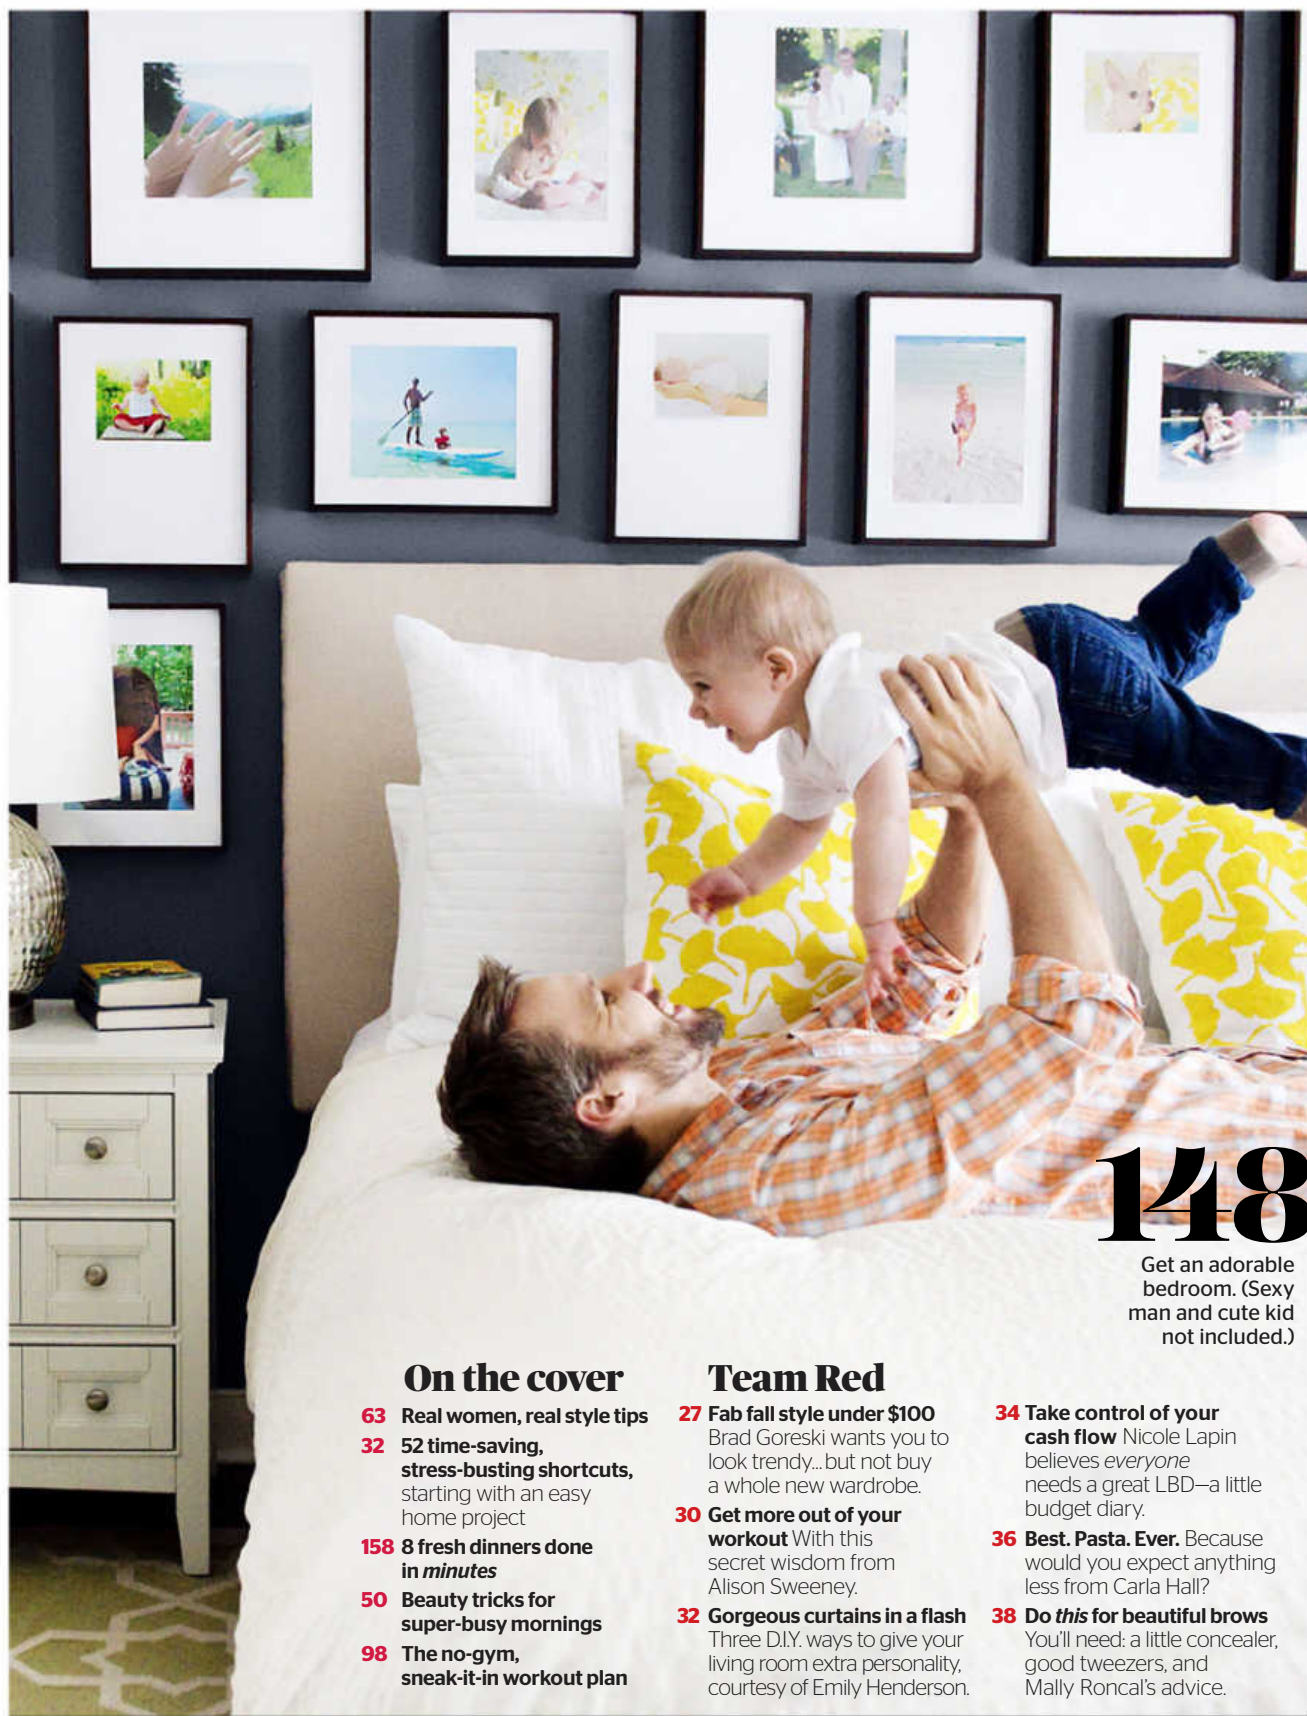 148
Get an adorable
bedroom. (Sexy
man and cute kid
not included.)
On the cover
63 Real women, real style tips
32 52 time-saving,
stress-busting shortcuts,
starting with an easy
home project
158 8 fresh dinners done
in minutes
50 Beauty tricks for
super-busy mornings
98 The no-gym,
sneak-it-in workout plan
Team Red
27 Fab fall style under $100
Brad Goreski wants you to
look trendy...but not buy
a whole new wardrobe.
30 Get more out of your
workout With this
secret wisdom from
Alison Sweeney.
32 Gorgeous curtains in a flash
Three D.I.Y. ways to give your
living room extra personality,
courtesy of Emily Henderson.
34 Take control of your
cash flow Nicole Lapin
believes everyone
needs a great LBD—a little
budget diary.
36 Best. Pasta. Ever. Because
would you expect anything
less from Carla Hall?
38 Do this for beautiful brows
You'll need: a little concealer,
good tweezers, and
Mally Roncal's advice.